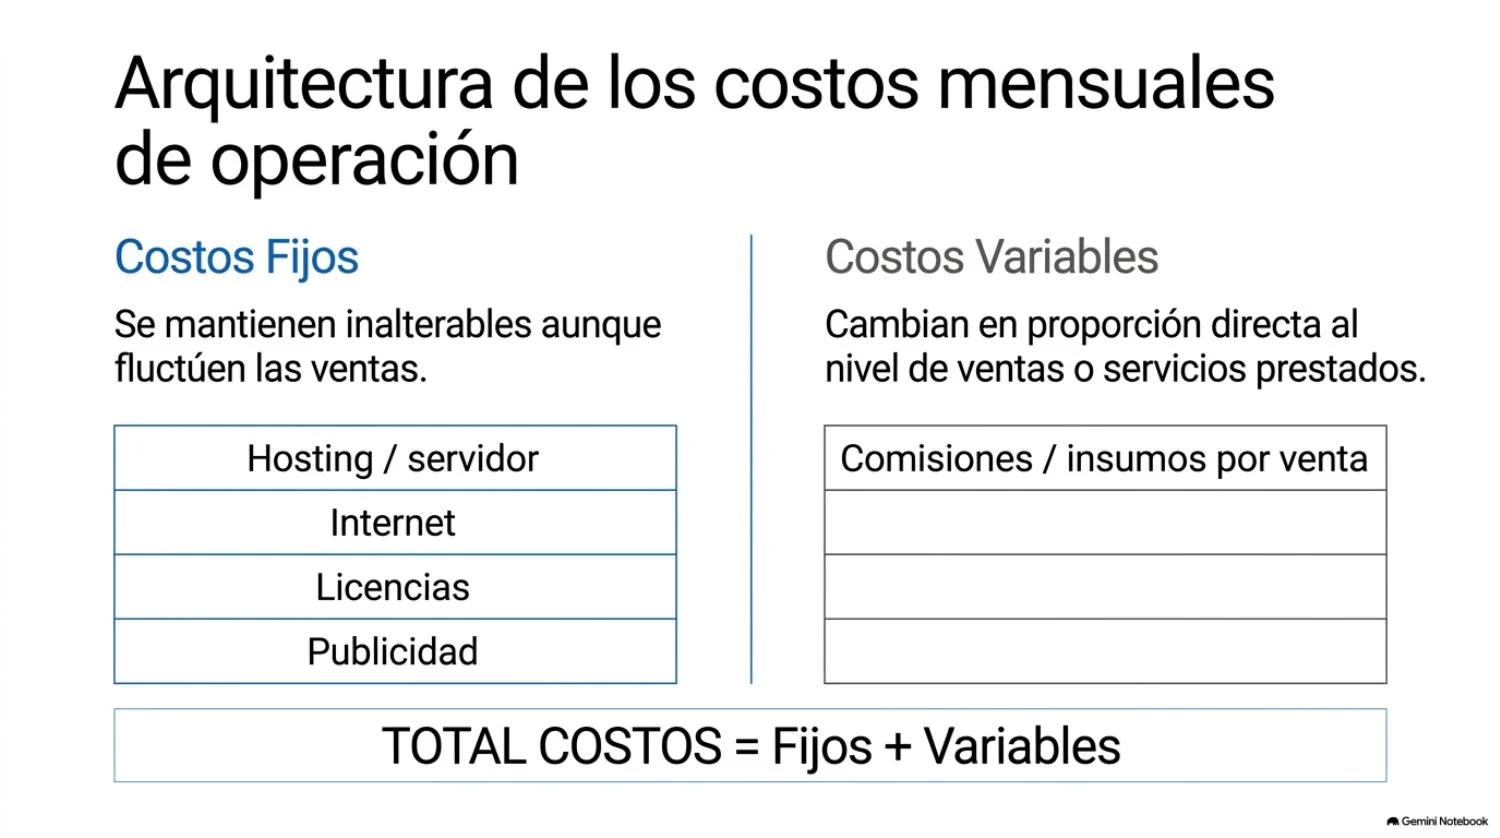 Arquitectura de los costos mensuales
de operación
Costos Fijos
Se mantienen inalterables aunque
fluctúen las ventas.
Hosting / servidor
Internet
Licencias
Publicidad
Costos Variables
Cambian en proporción directa al
nivel de ventas o servicios prestados.
Comisiones / insumos por venta
TOTAL COSTOS = Fijos + Variables
Gemini Notebook